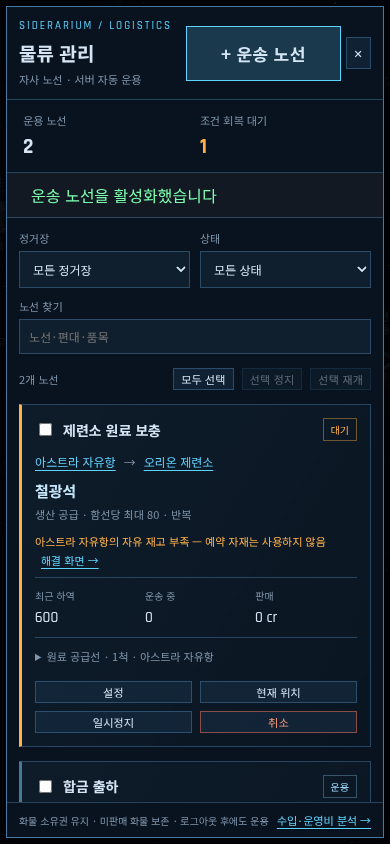 SIDERARIUM / LOGISTICS
물류 관리
자사 노선 · 서버 자동 운용
+ 운송 노선
×
운용 노선
조건 회복 대기
2
1
운송 노선을 활성화했습니다
정거장
상태
모든 정거장
모든 상태
노선 찾기
노선·편대·품목
2개 노선
모두 선택
선택 정지
선택 재개
제련소 원료 보충
대기
아스트라 자유항 → 오리온 제련소
철광석
생산 공급 · 함선당 최대 80 · 반복
아스트라 자유항의 자유 재고 부족 — 예약 자재는 사용하지 않음
해결 화면 →
최근 하역
운송 중
판매
600
0
0 cr
▶ 원료 공급선 · 1척 · 아스트라 자유항
설정
현재 위치
일시정지
취소
합금 출하
운용
화물 소유권 유지 · 미판매 화물 보존 · 로그아웃 후에도 운용
수입·운영비 분석 →